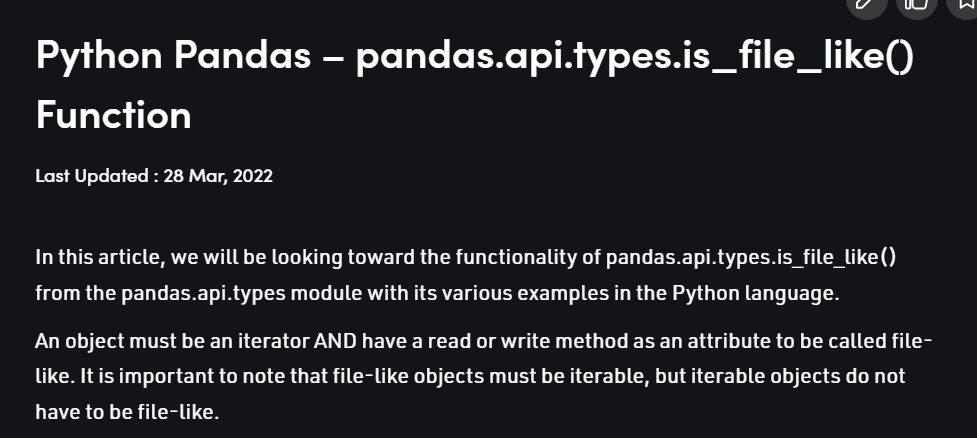 Python Pandas – pandas.api.types.is_file_like()
Function
Last Updated : 28 Mar, 2022
In this article, we will be looking toward the functionality of pandas.api.types.is_file_like()
from the pandas.api.types module with its various examples in the Python language.
An object must be an iterator AND have a read or write method as an attribute to be called file-
like. It is important to note that file-like objects must be iterable, but iterable objects do not
have to be file-like.